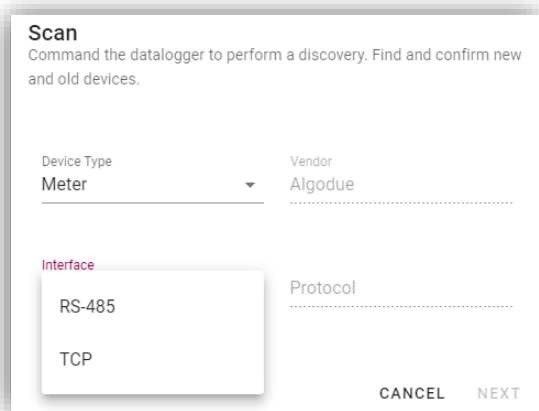 Scan
Command the datalogger to perform a discovery. Find and confirm new
and old devices.
Device Type
Vendor
Meter
Algodue
Interface
Protocol
RS-485
TCP
CANCEL NEXT